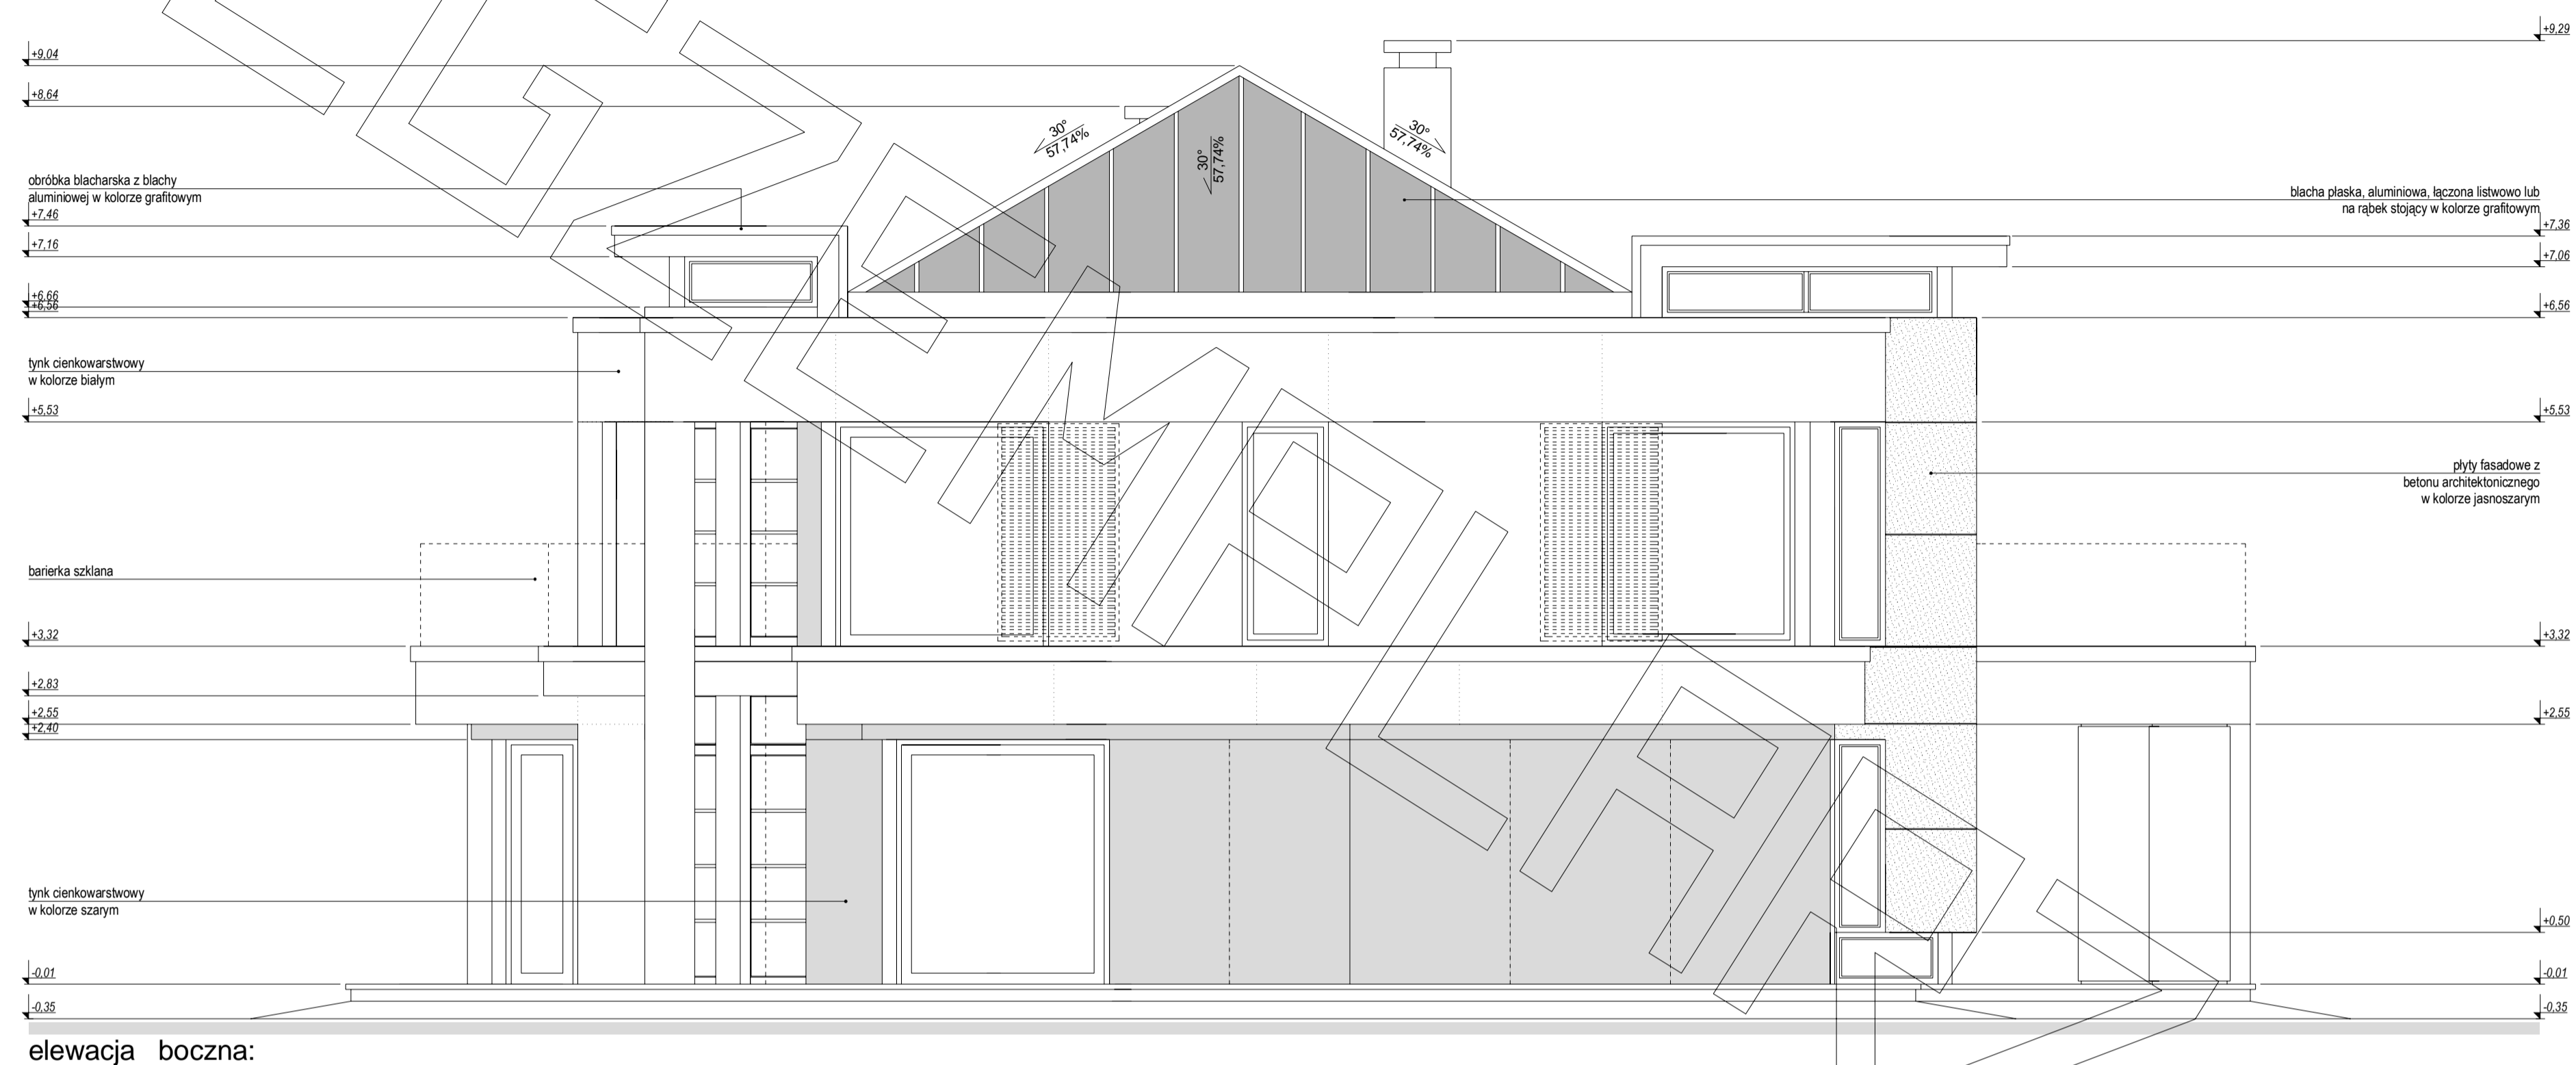 +9,04
+9,29
+8,64
30°
57,74%
30°
57,74%
30°
57,74%
obróbka blacharska z blachy
aluminiowej w kolorze grafitowym
blacha płaska, aluminiowa, łączona listwowo lub
na rąbek stojący w kolorze grafitowym
+7,46
+7,36
+7,16
+7,06
+6,66
+6,56
+6,56
tynk cienkowarstwowy
w kolorze białym
+5,53
+5,53
płyty fasadowe z
betonu architektonicznego
w kolorze jasnoszarym
barierka szklana
+3,32
+3,32
+2,83
+2,55
+2,55
+2,40
tynk cienkowarstwowy
w kolorze szarym
+0,50
-0,01
-0,01
-0,35
-0,35
elewacja boczna: